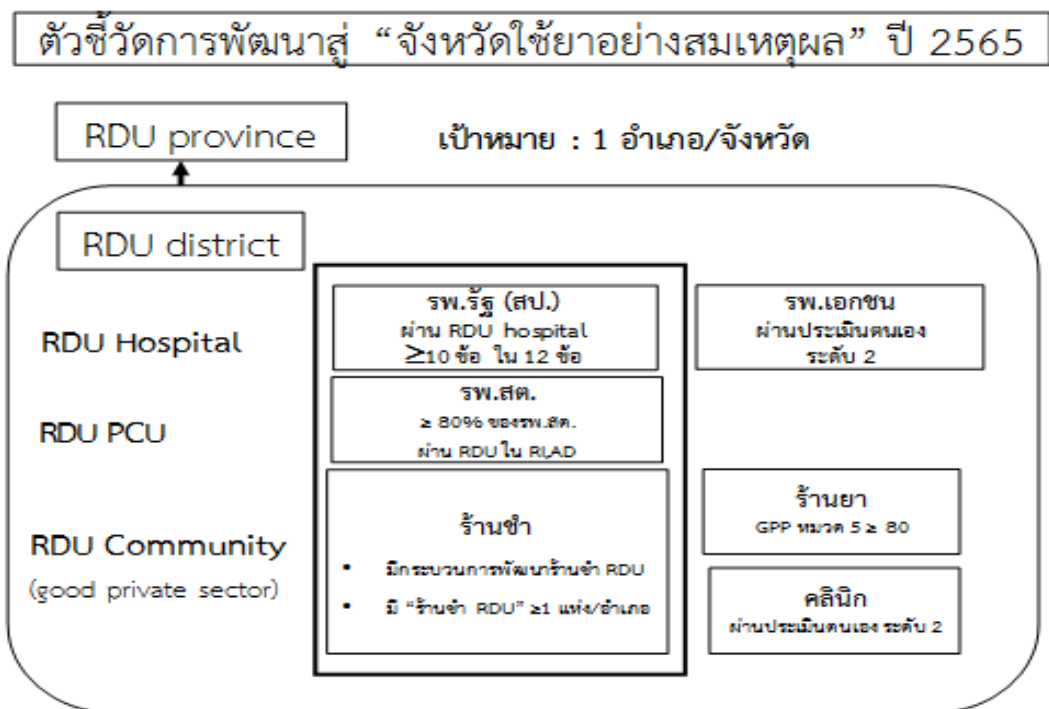 ตัวชี้วัดการพัฒนาสู่ “จังหวัดใช้ยาอย่างสมเหตุผล” ปี 2565
RDU province
เป้าหมาย : 1 อำเภอ/จังหวัด
RDU district
RDU Hospital
รพ.รัฐ (สป.)
ผ่าน RDU hospital
≥10 ข้อ ใน 12 ข้อ
รพ.เอกชน
ผ่านประเมินตนเอง
ระดับ 2
RDU PCU
รพ.สต.
≥ 80% ของรพ.สต.
ผ่าน RDU ใน RI,AD
RDU Community
(good private sector)
ร้านชำ
• มีกระบวนการพัฒนาร้านชำ RDU
• มี “ร้านชำ RDU” ≥1 แห่ง/อำเภอ
ร้านยา
GPP หมวด 5 ≥ 80
คลินิก
ผ่านประเมินตนเอง ระดับ 2